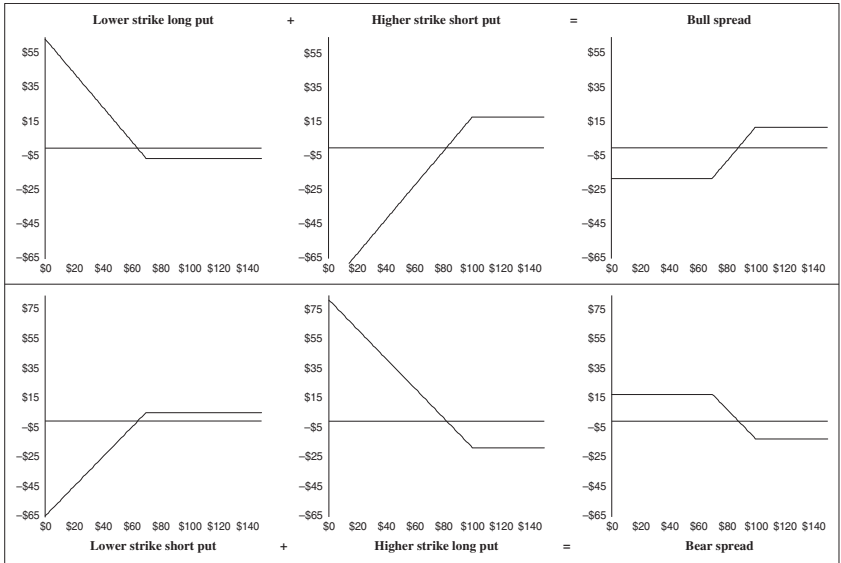 Lower strike long put + Higher strike short put = Bull spread
$55 $55 $55
$35 $35 $35
$15 $15 $15
–$5 –$5 –$5
–$25 –$25 –$25
–$45 –$45 –$45
–$65 –$65 –$65
$0 $20 $40 $60 $80 $100 $120 $140 $0 $20 $40 $60 $80 $100 $120 $140 $0 $20 $40 $60 $80 $100 $120 $140
$75 $75 $75
$55 $55 $55
$35 $35 $35
$15 $15 $15
–$5 –$5 –$5
–$25 –$25 –$25
–$45 –$45 –$45
–$65 –$65 –$65
$0 $20 $40 $60 $80 $100 $120 $140 $0 $20 $40 $60 $80 $100 $120 $140 $0 $20 $40 $60 $80 $100 $120 $140
Lower strike short put + Higher strike long put = Bear spread